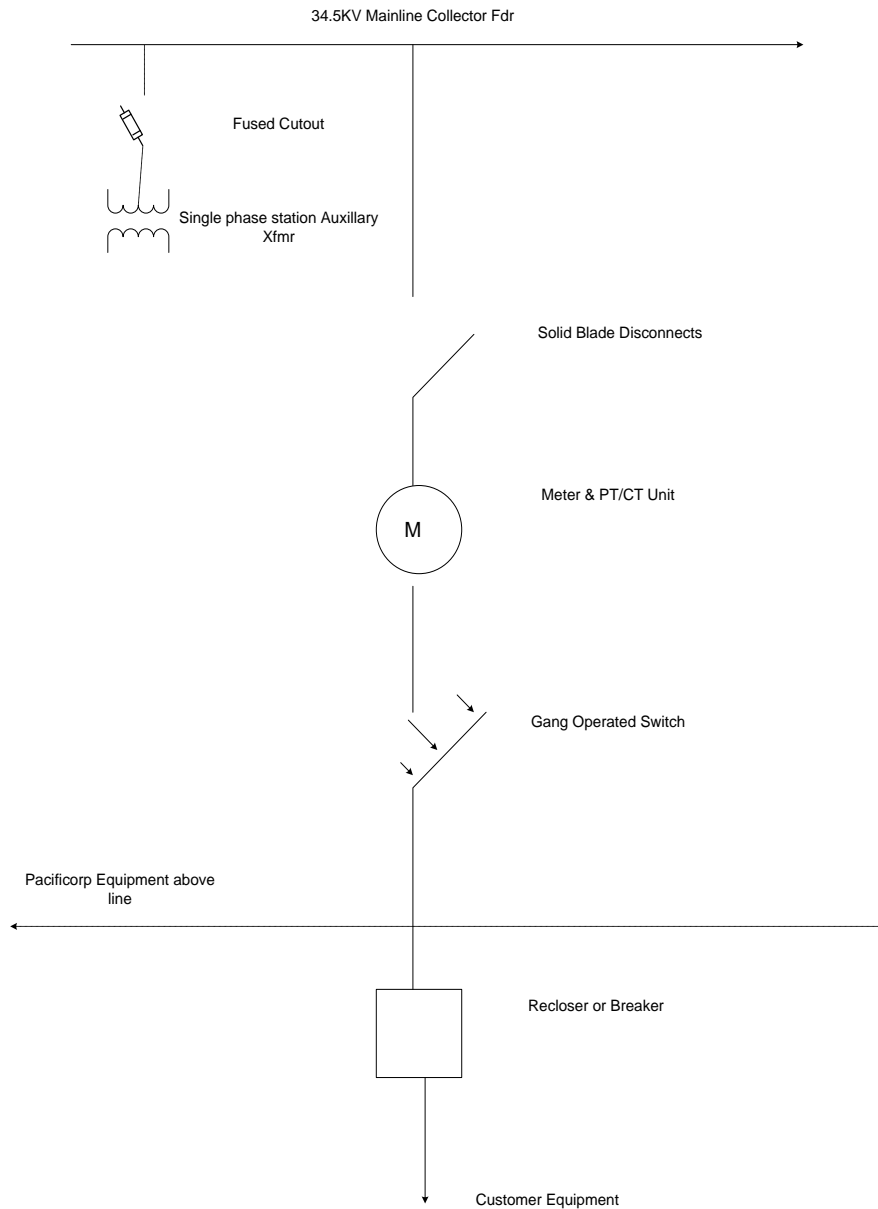 34.5KV Mainline Collector Fdr
Fused Cutout
Single phase station Auxillary
Xfmr
Solid Blade Disconnects
Meter & PT/CT Unit
M
Gang Operated Switch
Pacificorp Equipment above
line
Recloser or Breaker
Customer Equipment